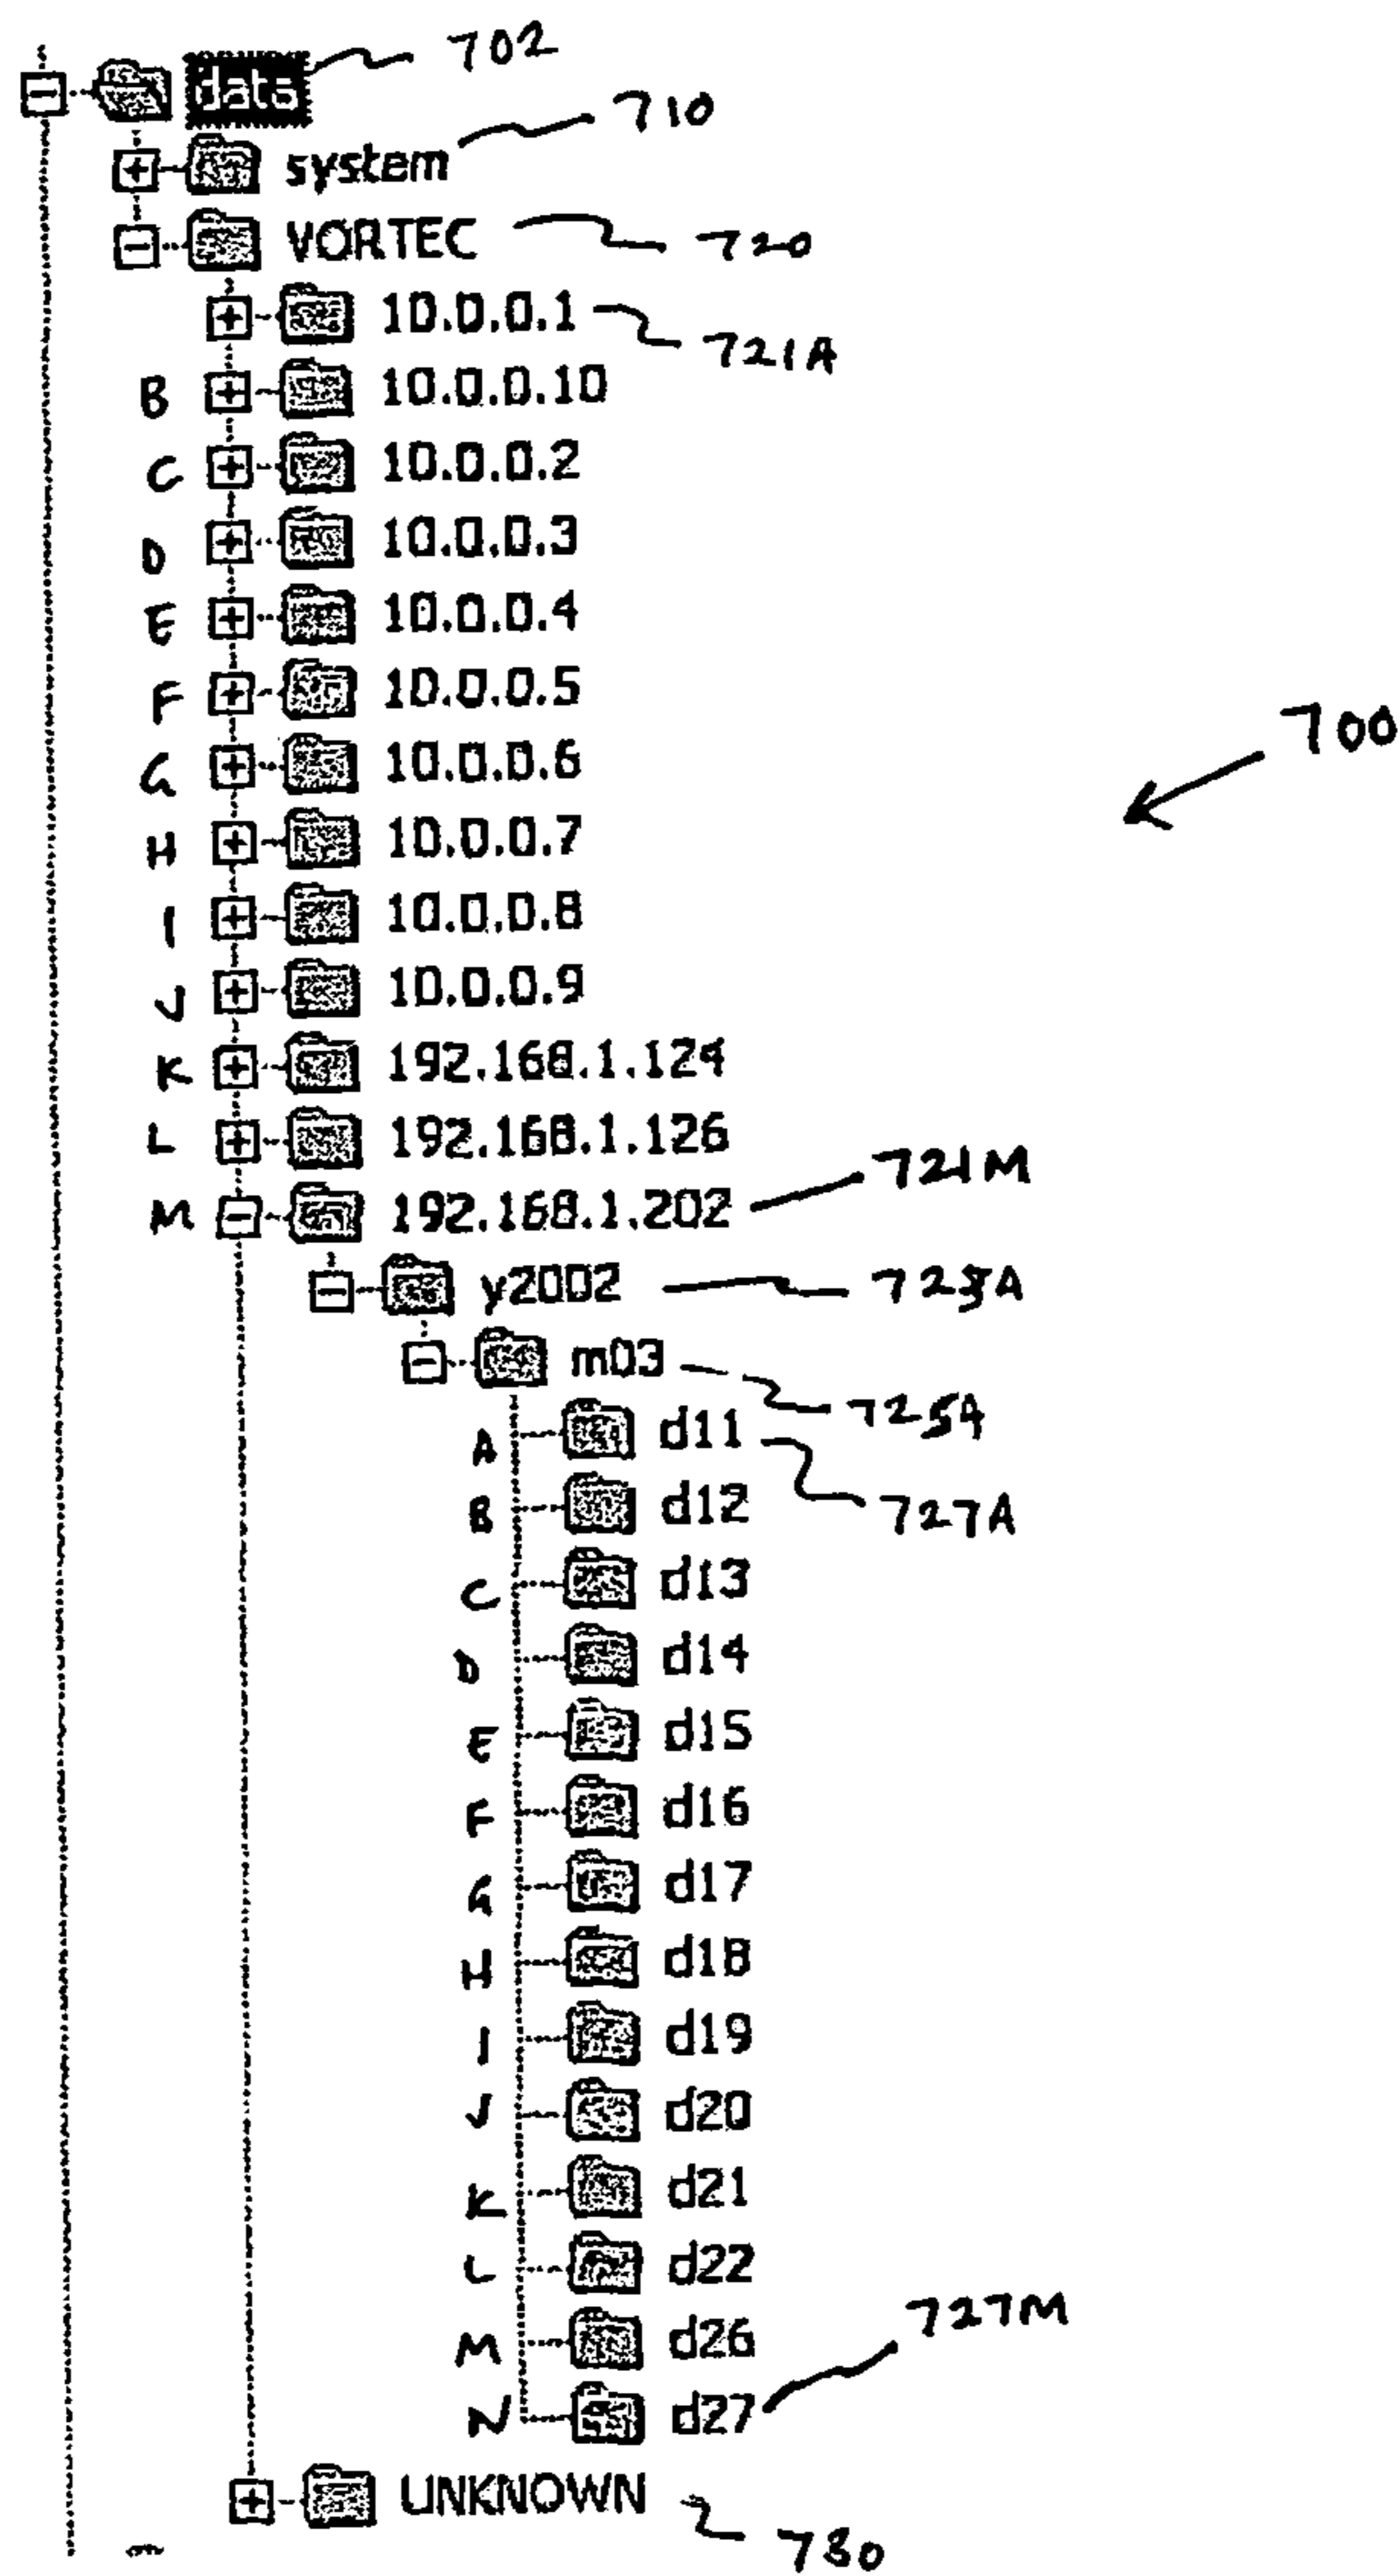 data 702
system 710
VORTEC 720
10.0.0.1 721A
B 10.0.0.10
C 10.0.0.2
D 10.0.0.3
E 10.0.0.4
F 10.0.0.5
G 10.0.0.6
700
H 10.0.0.7
I 10.0.0.8
J 10.0.0.9
K 192.168.1.124
L 192.168.1.126
M 192.168.1.202 721M
y2002 723A
m03 725A
A d11 727A
B d12
C d13
D d14
E d15
F d16
G d17
H d18
I d19
J d20
K d21
L d22
M d26
N d27 727M
UNKNOWN 730